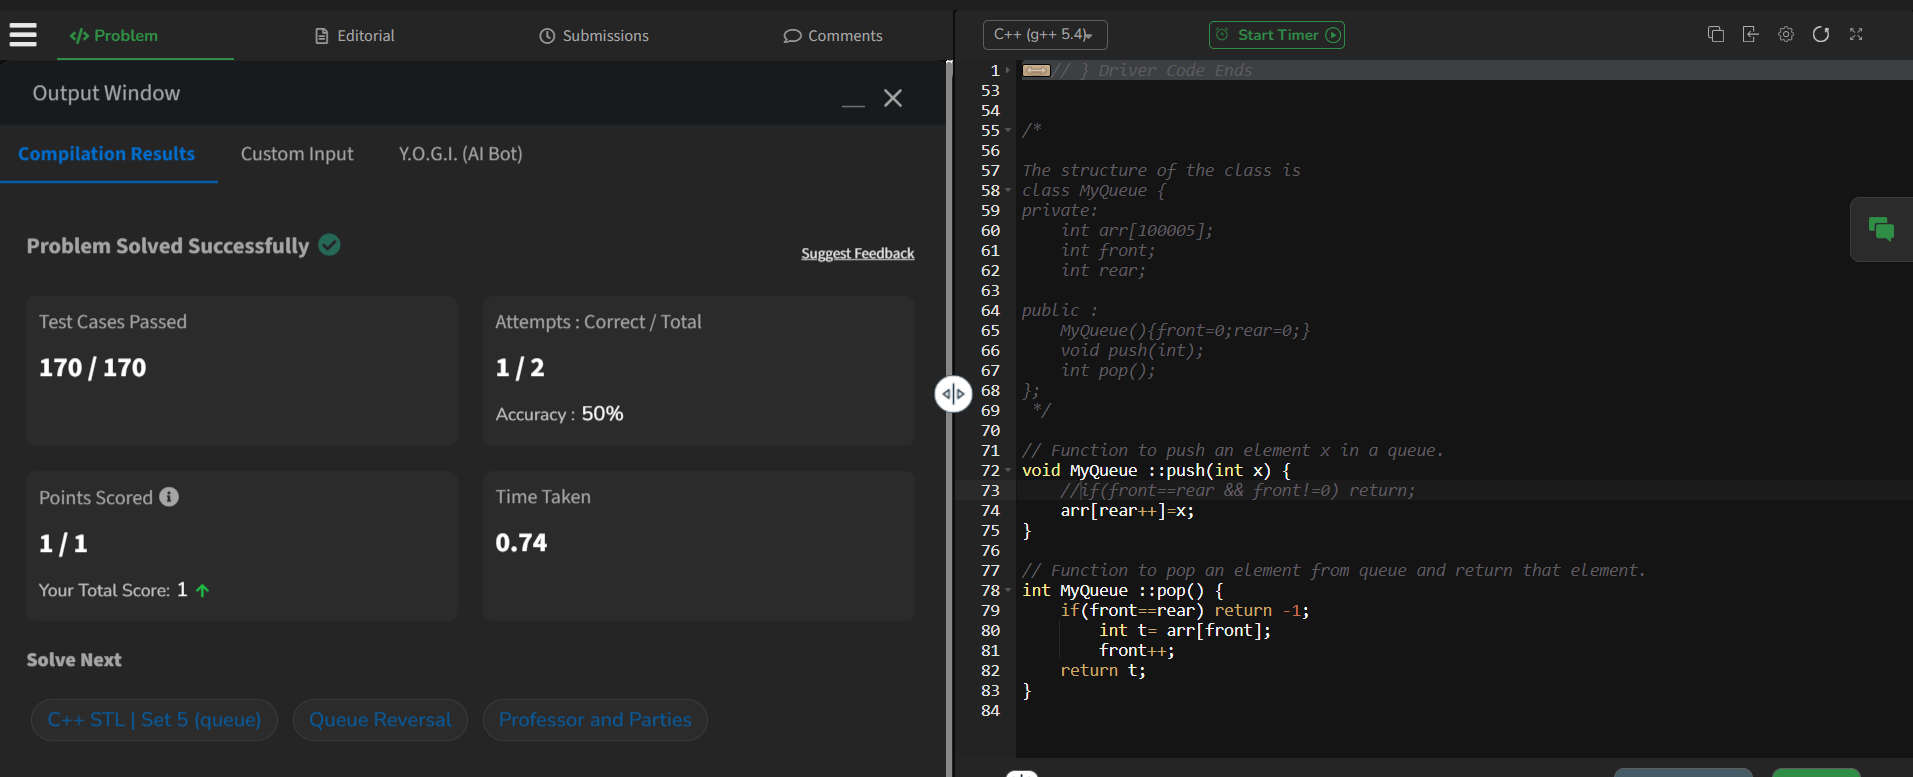 </> Problem
Editorial
Submissions
Comments
Output Window
Compilation Results
Custom Input
Y.O.G.I. (AI Bot)
Problem Solved Successfully
Suggest Feedback
Test Cases Passed
170 / 170
Attempts : Correct / Total
1 / 2
Accuracy : 50%
Points Scored
1 / 1
Your Total Score: 1
Time Taken
0.74
Solve Next
C++ STL | Set 5 (queue)
Queue Reversal
Professor and Parties
C++ (g++ 5.4)
Start Timer
1 // } Driver Code Ends
53
54
55 /*
56
57 The structure of the class is
58 class MyQueue {
59 private:
60     int arr[100005];
61     int front;
62     int rear;
63
64 public :
65     MyQueue(){front=0;rear=0;}
66     void push(int);
67     int pop();
68 };
69  */
70
71 // Function to push an element x in a queue.
72 void MyQueue ::push(int x) {
73     //if(front==rear && front!=0) return;
74     arr[rear++]=x;
75 }
76
77 // Function to pop an element from queue and return that element.
78 int MyQueue ::pop() {
79     if(front==rear) return -1;
80         int t= arr[front];
81         front++;
82     return t;
83 }
84